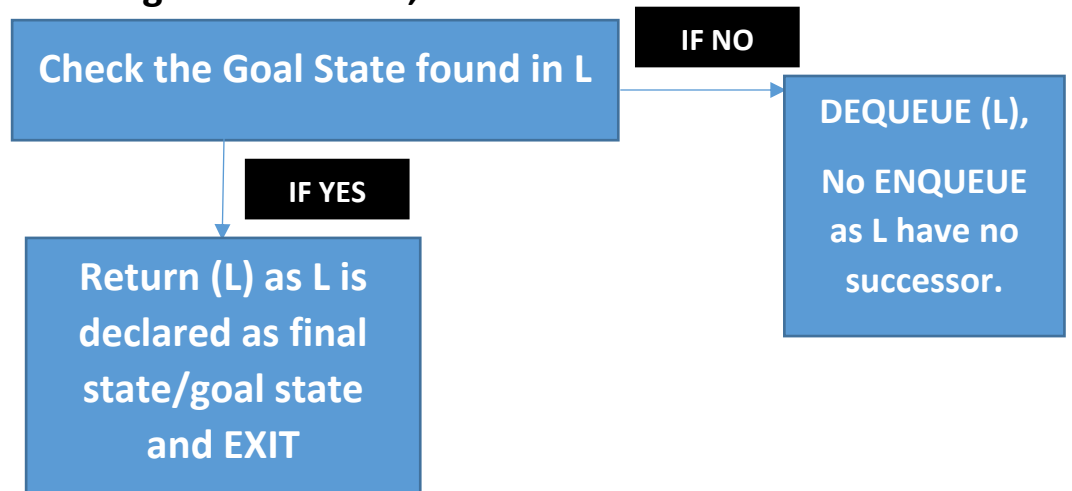 Check the Goal State found in L
IF NO
DEQUEUE (L),
No ENQUEUE
as L have no
successor.
IF YES
Return (L) as L is
declared as final
state/goal state
and EXIT